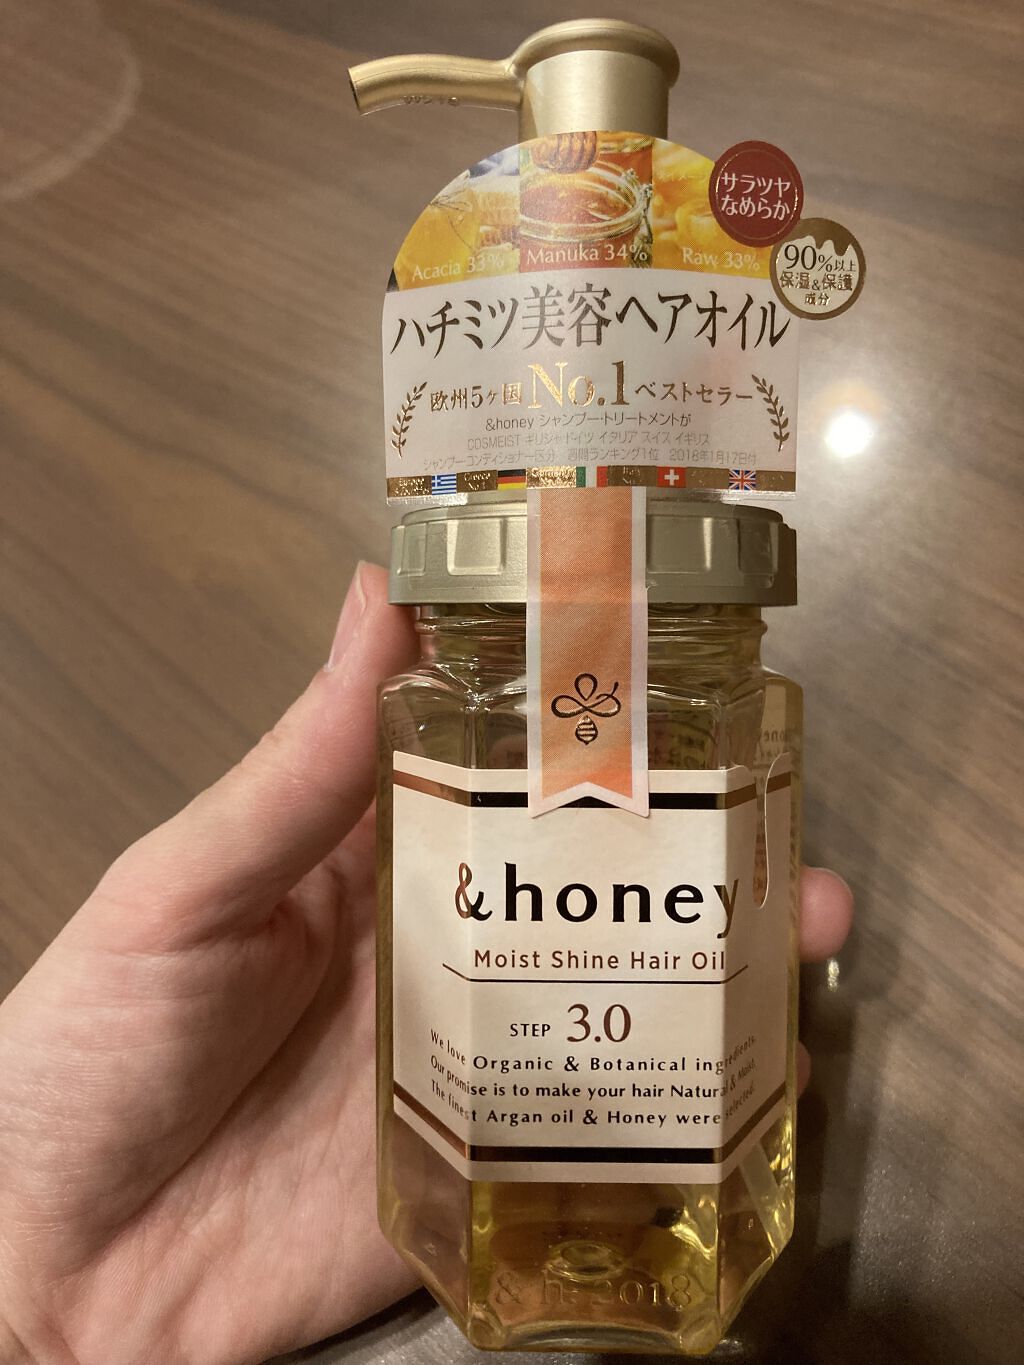 サラツヤ
なめらか
90%以上
保湿&保護
成分
Acacia 33%
Manuka 34%
Raw 33%
ハチミツ美容ヘアオイル
欧州5ヶ国No.1ベストセラー
&honey シャンプー・トリートメントが
COSMEIST ギリシャ ドイツ イタリア スイス イギリス
シャンプー・コンディショナー区分 週間ランキング1位 2018年1月17日付
&honey
Moist Shine Hair Oil
STEP 3.0
We love Organic & Botanical ingredients.
Our promise is to make your hair Natural & Moist.
The finest Argan oil & Honey were selected.
& h 2018